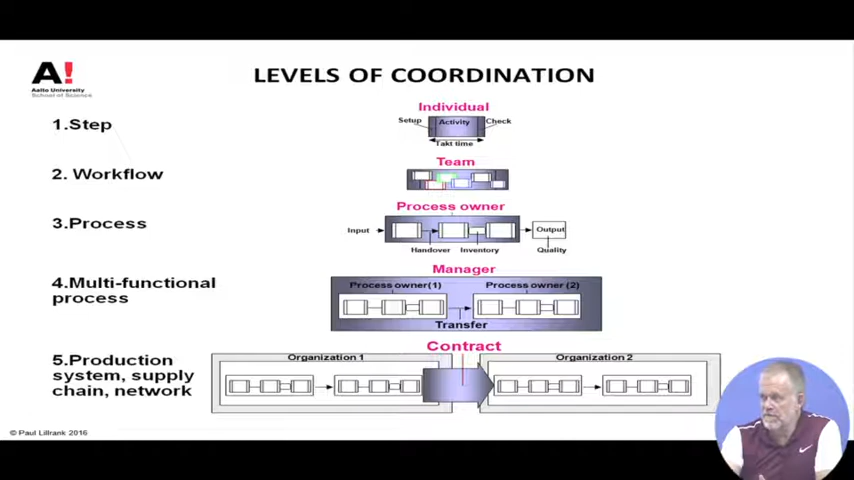 A!
Aalto University
School of Science
LEVELS OF COORDINATION
1.Step
Individual
Setup
Activity
Check
Takt time
2. Workflow
Team
3.Process
Process owner
Input
Output
Handover
Inventory
Quality
4.Multi-functional
process
Manager
Process owner(1)
Process owner (2)
Transfer
5.Production
system, supply
chain, network
Contract
Organization 1
Organization 2
© Paul Lillrank 2016